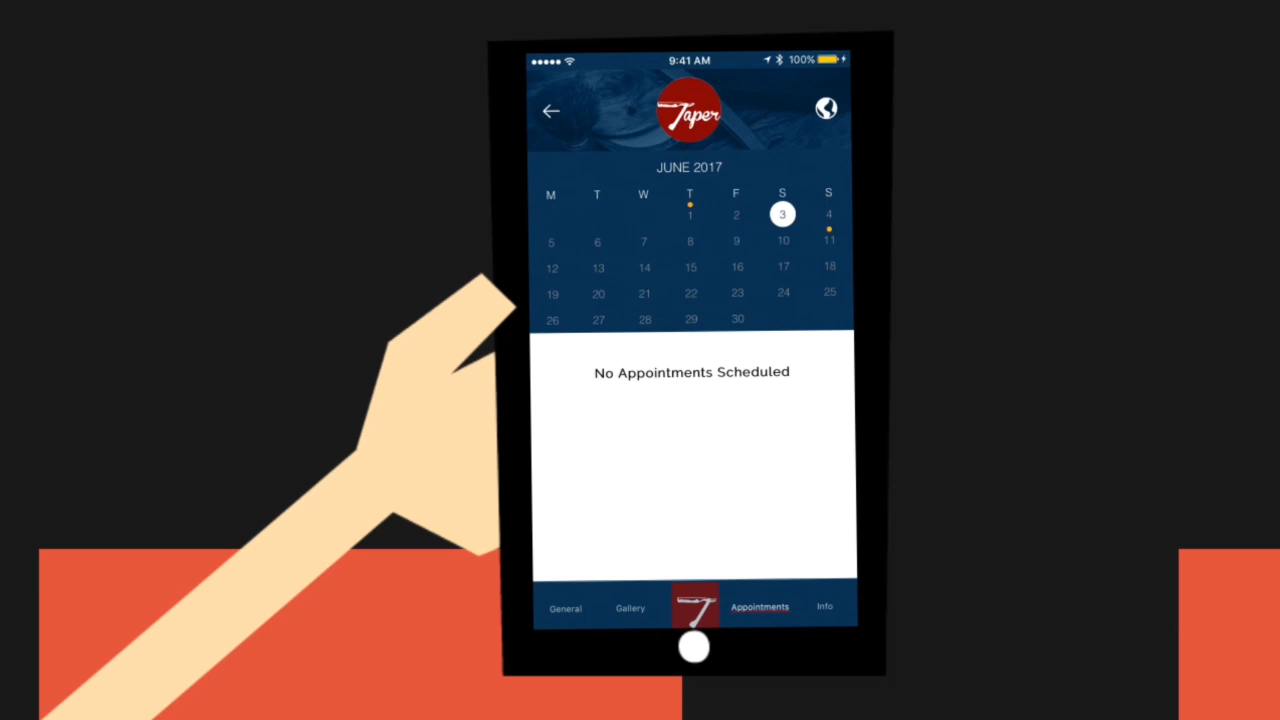 9:41 AM 100%
Taper
JUNE 2017
M T W T F S S
1 2 3 4
5 6 7 8 9 10 11
12 13 14 15 16 17 18
19 20 21 22 23 24 25
26 27 28 29 30
No Appointments Scheduled
General Gallery T Appointments Info